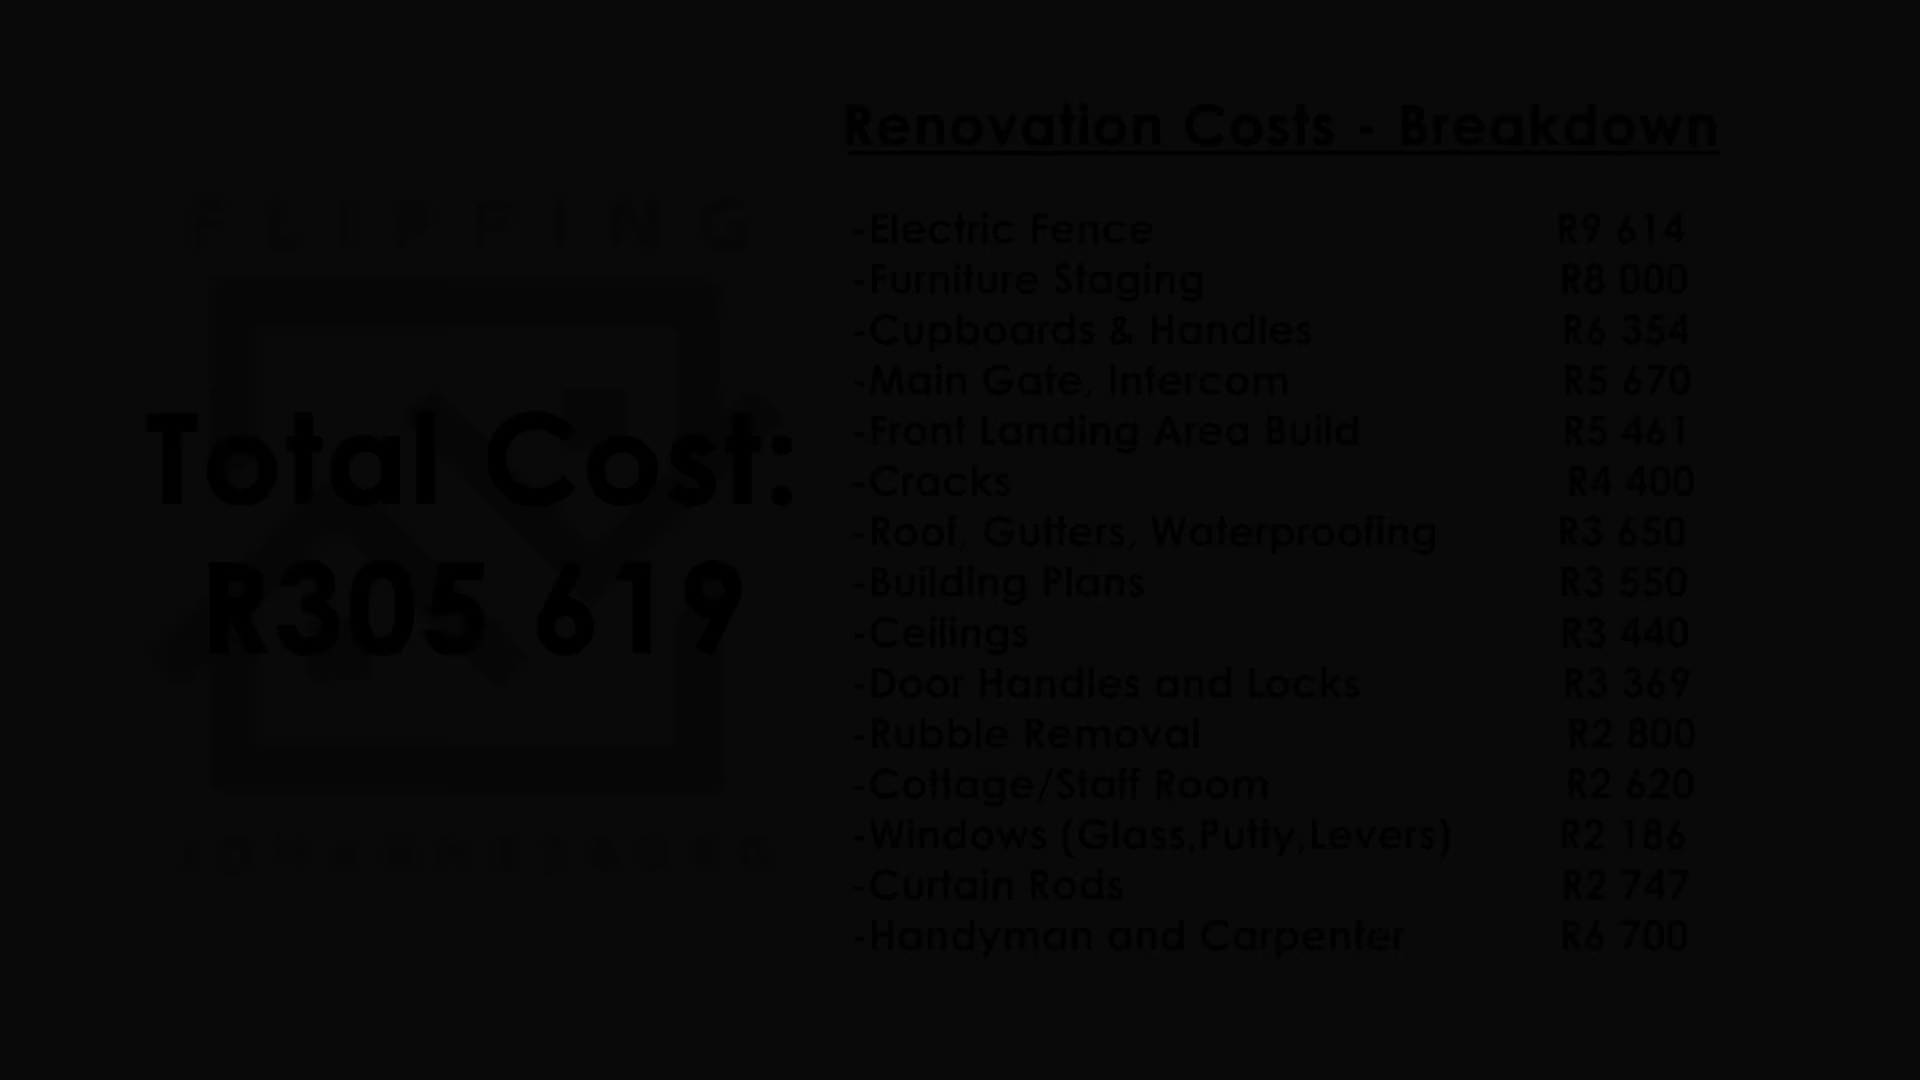 FLIPPING
Total Cost:
R305 619
JOHANNESBURG
Renovation Costs - Breakdown
-Electric Fence R9 614
-Furniture Staging R8 000
-Cupboards & Handles R6 354
-Main Gate, Intercom R5 670
-Front Landing Area Build R5 461
-Cracks R4 400
-Roof, Gutters, Waterproofing R3 650
-Building Plans R3 550
-Ceilings R3 440
-Door Handles and Locks R3 369
-Rubble Removal R2 800
-Cottage/Staff Room R2 620
-Windows (Glass,Putty,Levers) R2 186
-Curtain Rods R2 747
-Handyman and Carpenter R6 700